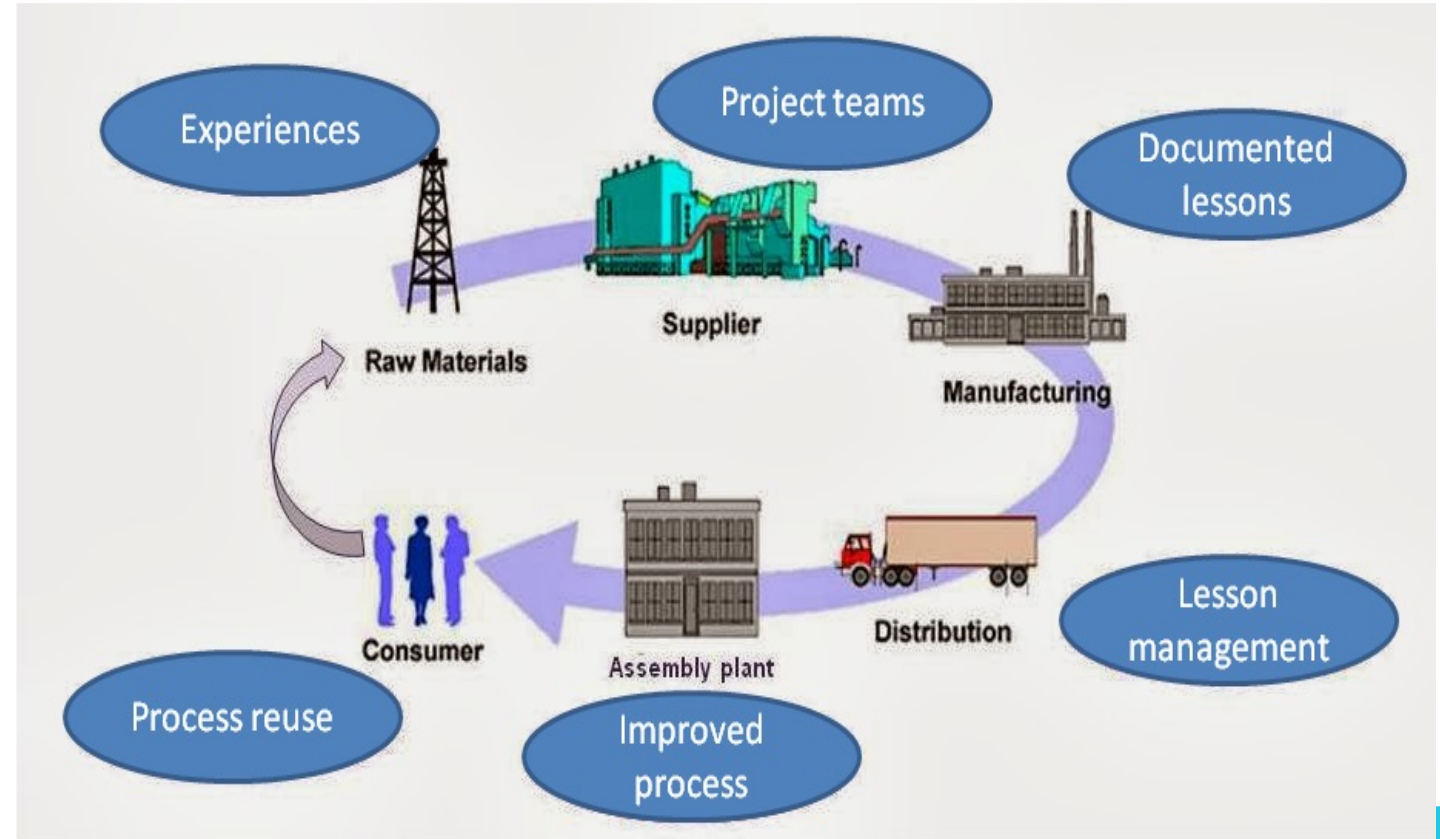 Experiences
Project teams
Documented
lessons
Supplier
Raw Materials
Manufacturing
Lesson
management
Distribution
Consumer
Assembly plant
Process reuse
Improved
process